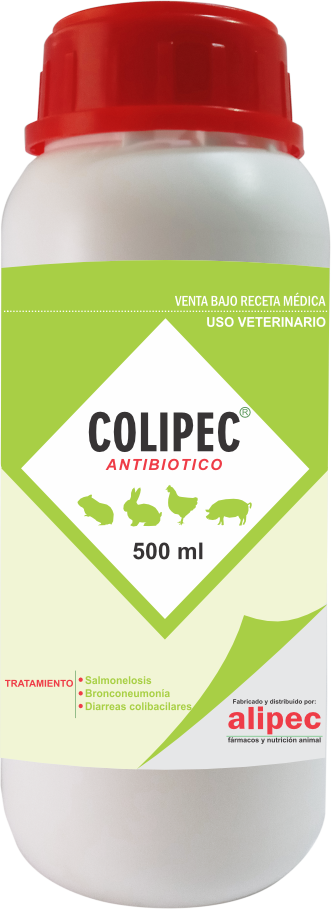 VENTA BAJO RECETA MÉDICA
USO VETERINARIO
COLIPEC®
ANTIBIOTICO
500 ml
TRATAMIENTO
• Salmonelosis
• Bronconeumonia
• Diarreas colibacilares
Fabricado y distribuido por:
alipec
fármacos y nutrición animal